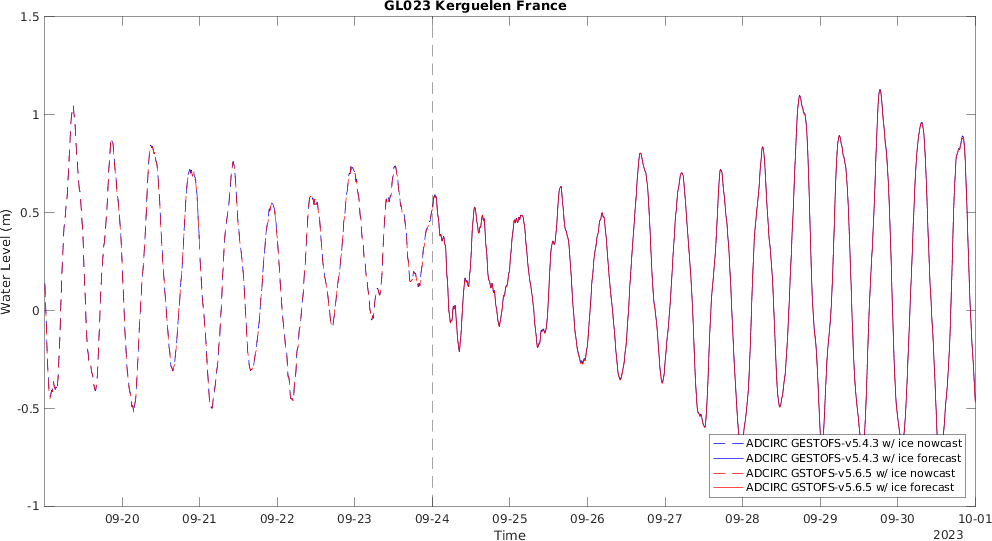 GL023 Kerguelen France
1.5
1
0.5
0
-0.5
-1
Water Level (m)
ADCIRC GESTOFS-v5.4.3 w/ ice nowcast
ADCIRC GESTOFS-v5.4.3 w/ ice forecast
ADCIRC GSTOFS-v5.6.5 w/ ice nowcast
ADCIRC GSTOFS-v5.6.5 w/ ice forecast
09-20 09-21 09-22 09-23 09-24 09-25 09-26 09-27 09-28 09-29 09-30 10-01
Time
2023